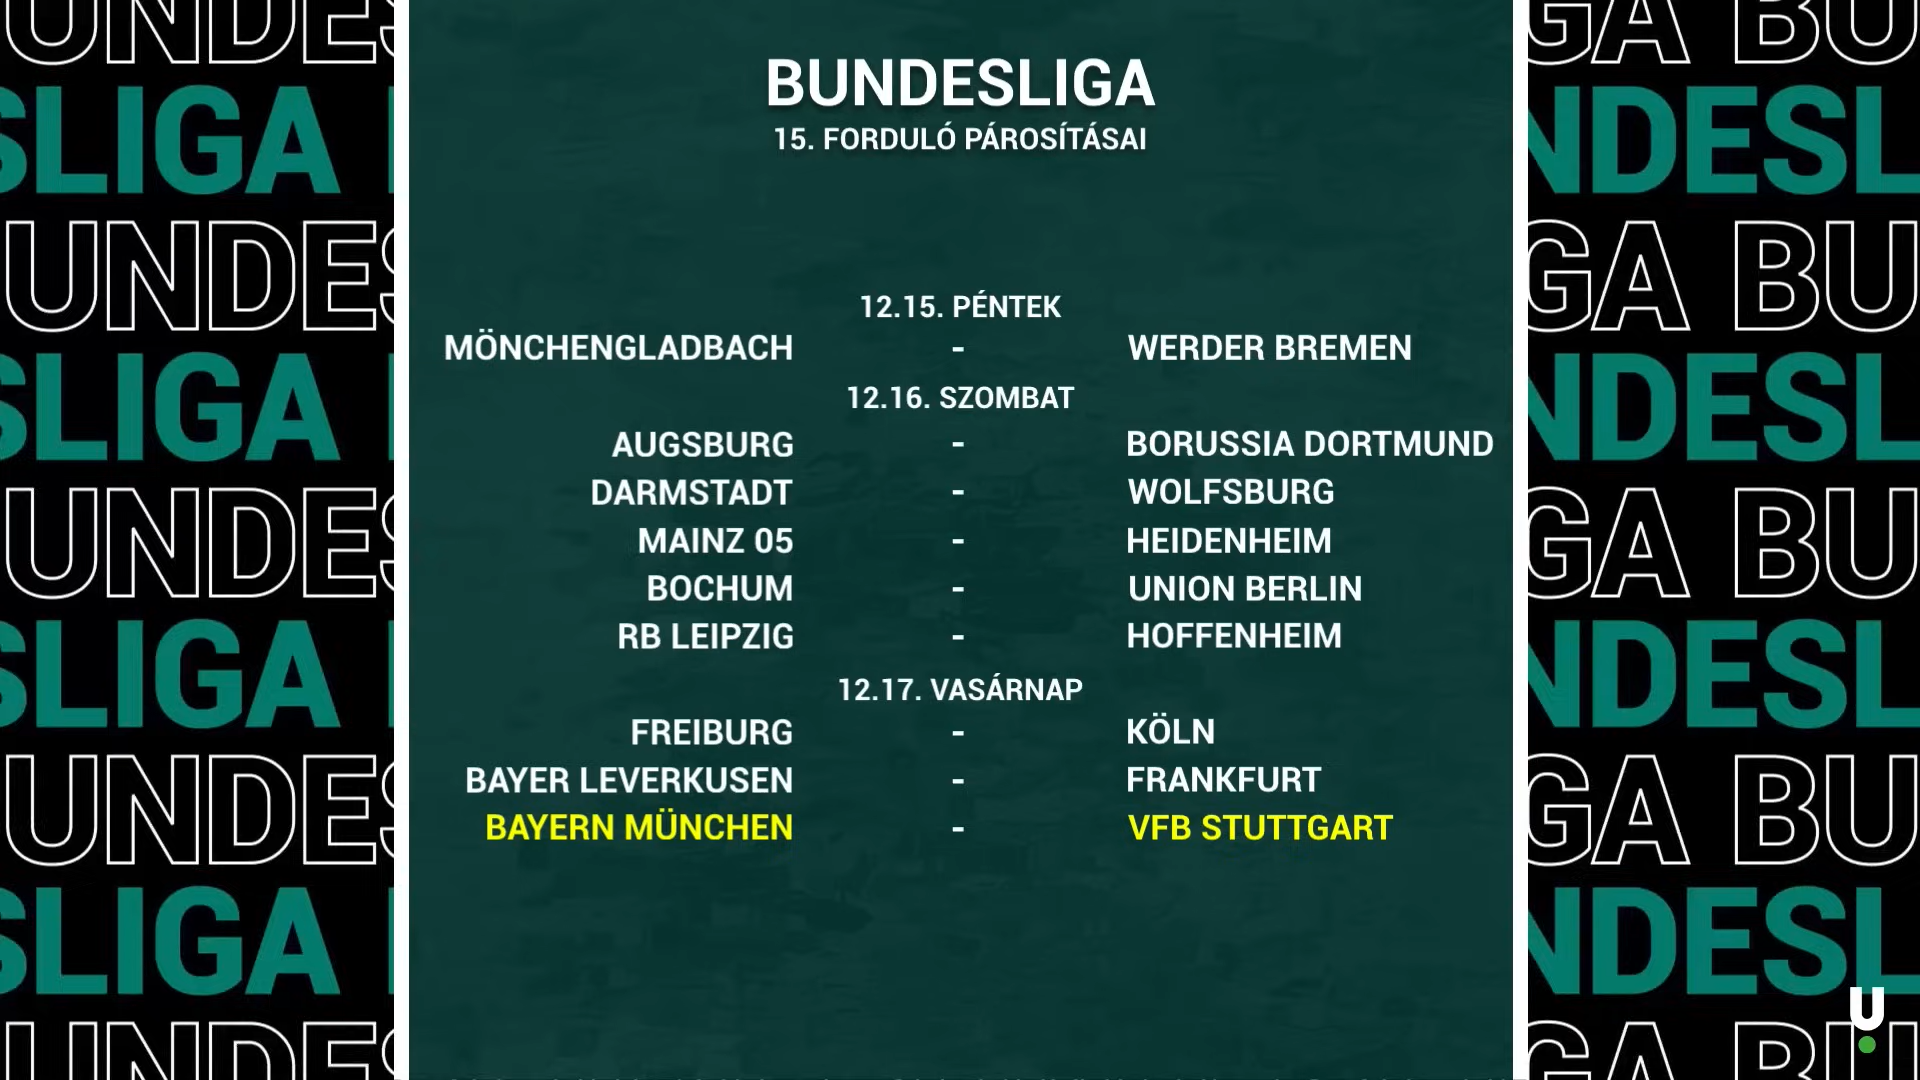 BUNDESLIGA
15. FORDULÓ PÁROSÍTÁSAI
12.15. PÉNTEK
MÖNCHENGLADBACH - WERDER BREMEN
12.16. SZOMBAT
AUGSBURG - BORUSSIA DORTMUND
DARMSTADT - WOLFSBURG
MAINZ 05 - HEIDENHEIM
BOCHUM - UNION BERLIN
RB LEIPZIG - HOFFENHEIM
12.17. VASÁRNAP
FREIBURG - KÖLN
BAYER LEVERKUSEN - FRANKFURT
BAYERN MÜNCHEN - VFB STUTTGART